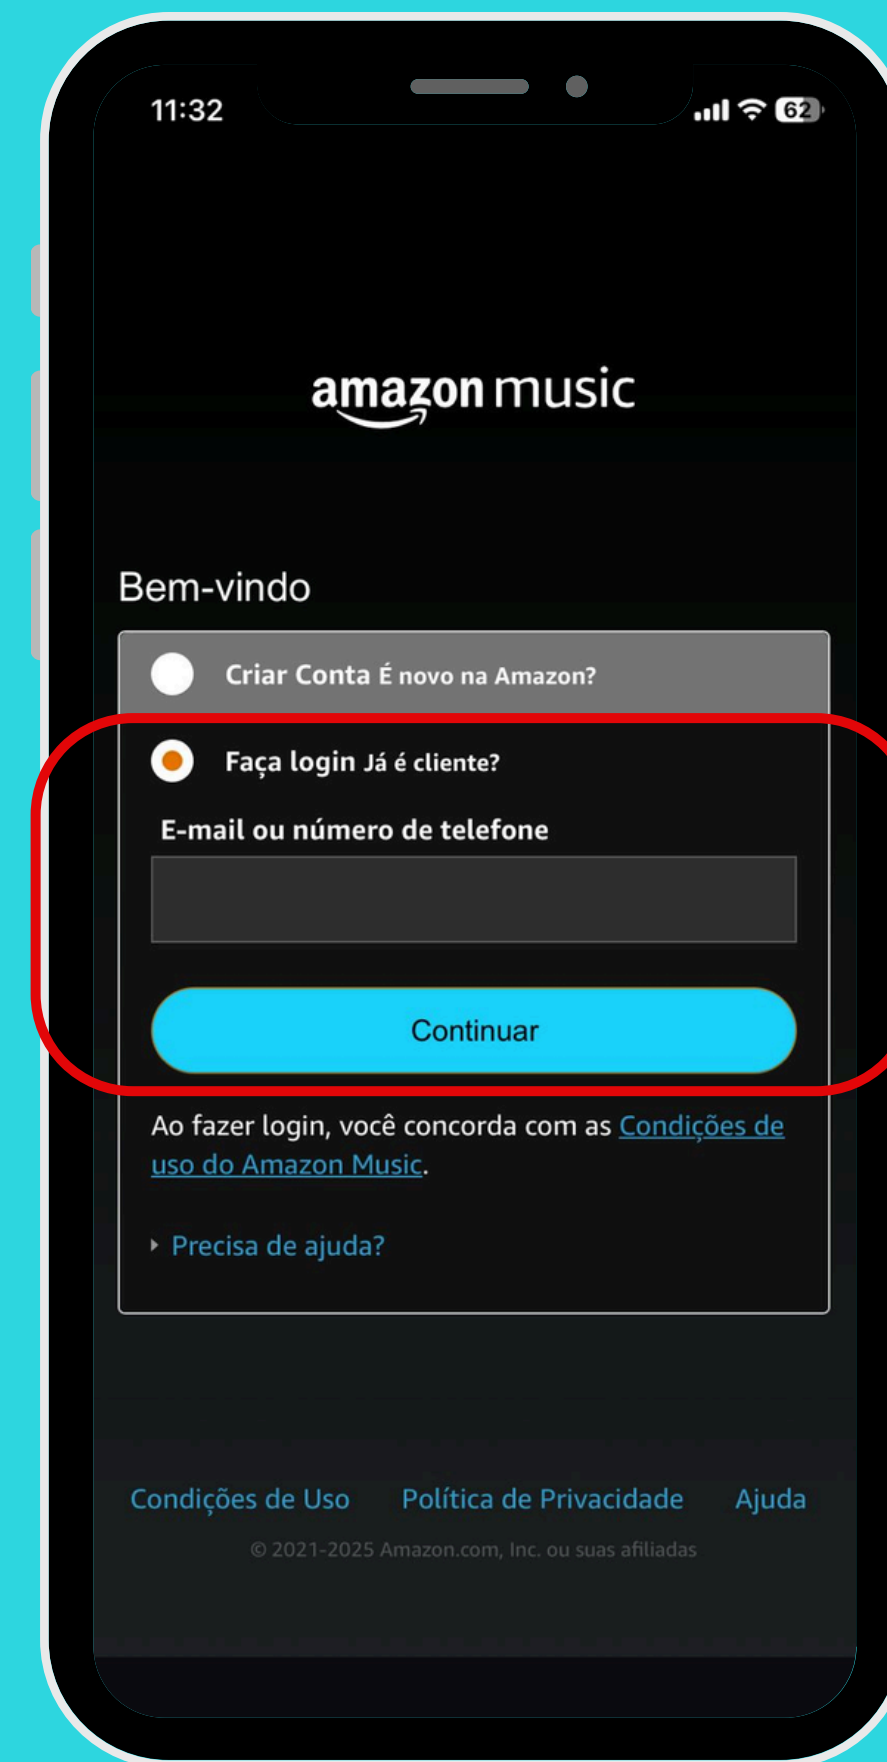 11:32
62
amazon music
Bem-vindo
Criar Conta É novo na Amazon?
Faça login Já é cliente?
E-mail ou número de telefone
Continuar
Ao fazer login, você concorda com as Condições de
uso do Amazon Music.
Precisa de ajuda?
Condições de Uso Política de Privacidade Ajuda
© 2021-2025 Amazon.com, Inc. ou suas afiliadas